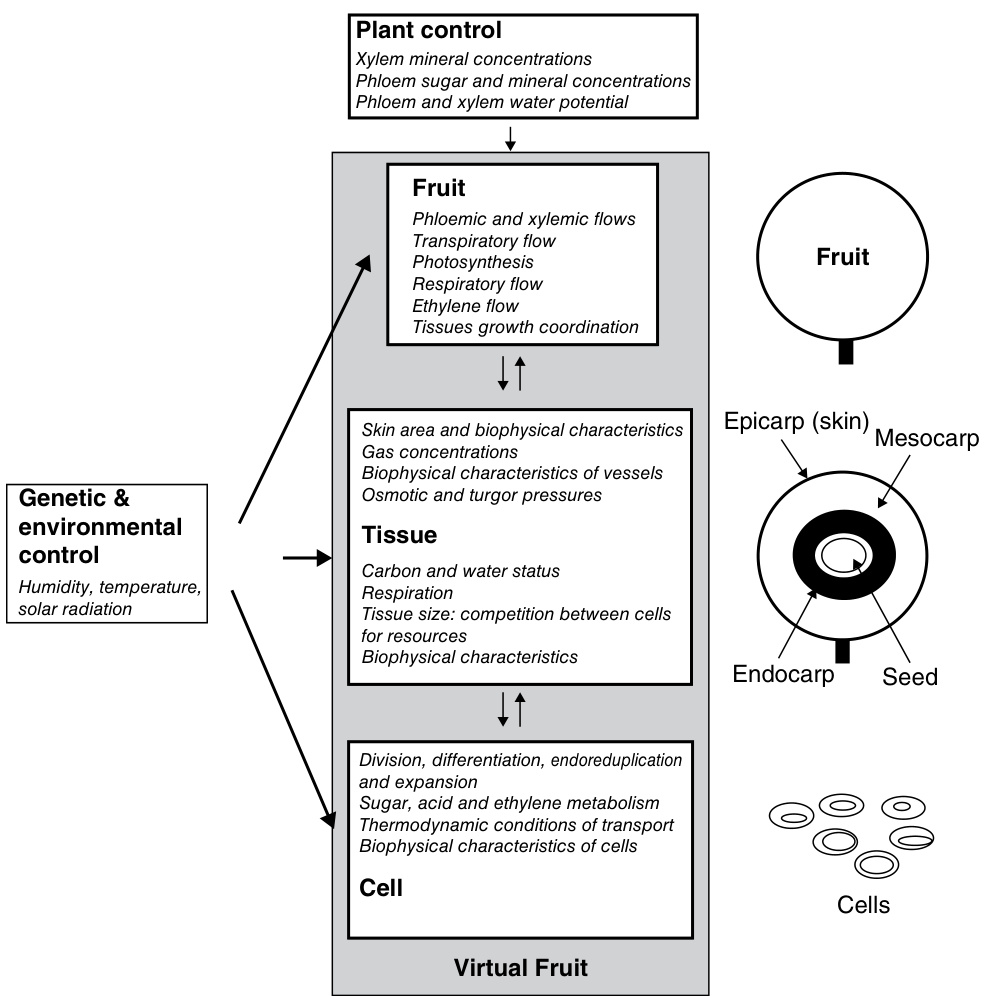 Plant control
Xylem mineral concentrations
Phloem sugar and mineral concentrations
Phloem and xylem water potential
Fruit
Phloemic and xylemic flows
Transpiratory flow
Photosynthesis
Respiratory flow
Ethylene flow
Tissues growth coordination
Fruit
Genetic &
environmental
control
Humidity, temperature,
solar radiation
Skin area and biophysical characteristics
Gas concentrations
Biophysical characteristics of vessels
Osmotic and turgor pressures
Tissue
Carbon and water status
Respiration
Tissue size: competition between cells
for resources
Biophysical characteristics
Epicarp (skin)
Mesocarp
Endocarp
Seed
Division, differentiation, endoreduplication
and expansion
Sugar, acid and ethylene metabolism
Thermodynamic conditions of transport
Biophysical characteristics of cells
Cell
Cells
Virtual Fruit